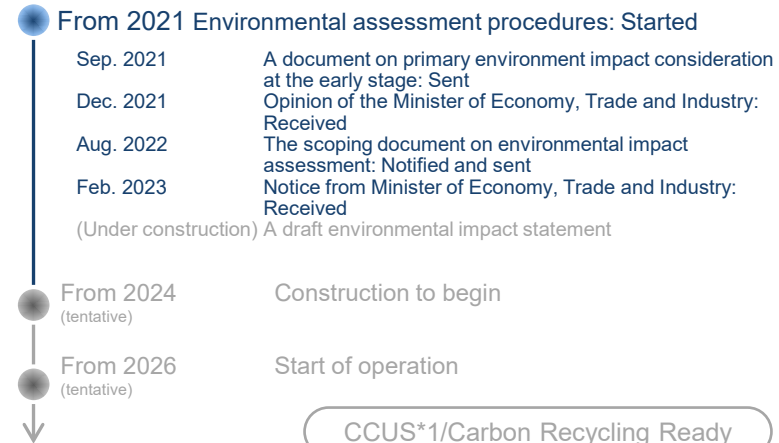 From 2021 Environmental assessment procedures: Started
Sep. 2021 A document on primary environment impact consideration
at the early stage: Sent
Dec. 2021 Opinion of the Minister of Economy, Trade and Industry:
Received
Aug. 2022 The scoping document on environmental impact
assessment: Notified and sent
Feb. 2023 Notice from Minister of Economy, Trade and Industry:
Received
(Under construction) A draft environmental impact statement
From 2024 Construction to begin
(tentative)
From 2026 Start of operation
(tentative)
CCUS*1/Carbon Recycling Ready